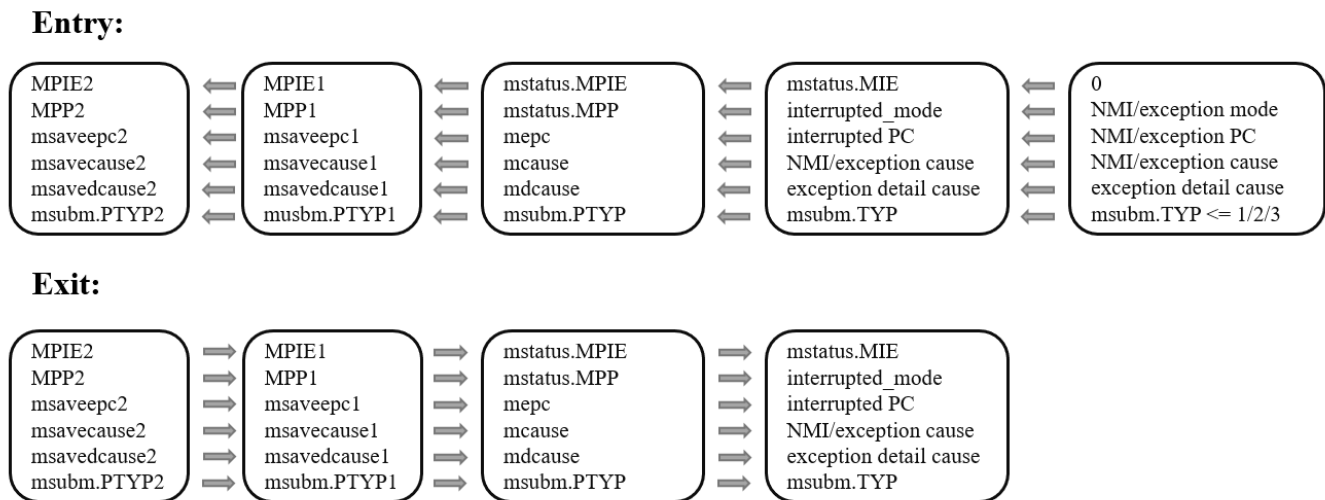 Entry:
MPIE2 MPIE1 mstatus.MPIE mstatus.MIE 0
MPP2 MPP1 mstatus.MPP interrupted_mode NMI/exception mode
msaveepc2 msaveepc1 mepc interrupted PC NMI/exception PC
msavecause2 msavecause1 mcause NMI/exception cause NMI/exception cause
msavedcause2 msavedcause1 mdcause exception detail cause exception detail cause
msubm.PTYP2 musbm.PTYP1 msubm.PTYP msubm.TYP msubm.TYP <= 1/2/3
Exit:
MPIE2 MPIE1 mstatus.MPIE mstatus.MIE
MPP2 MPP1 mstatus.MPP interrupted_mode
msaveepc2 msaveepc1 mepc interrupted PC
msavecause2 msavecause1 mcause NMI/exception cause
msavedcause2 msavedcause1 mdcause exception detail cause
msubm.PTYP2 msubm.PTYP1 msubm.PTYP msubm.TYP